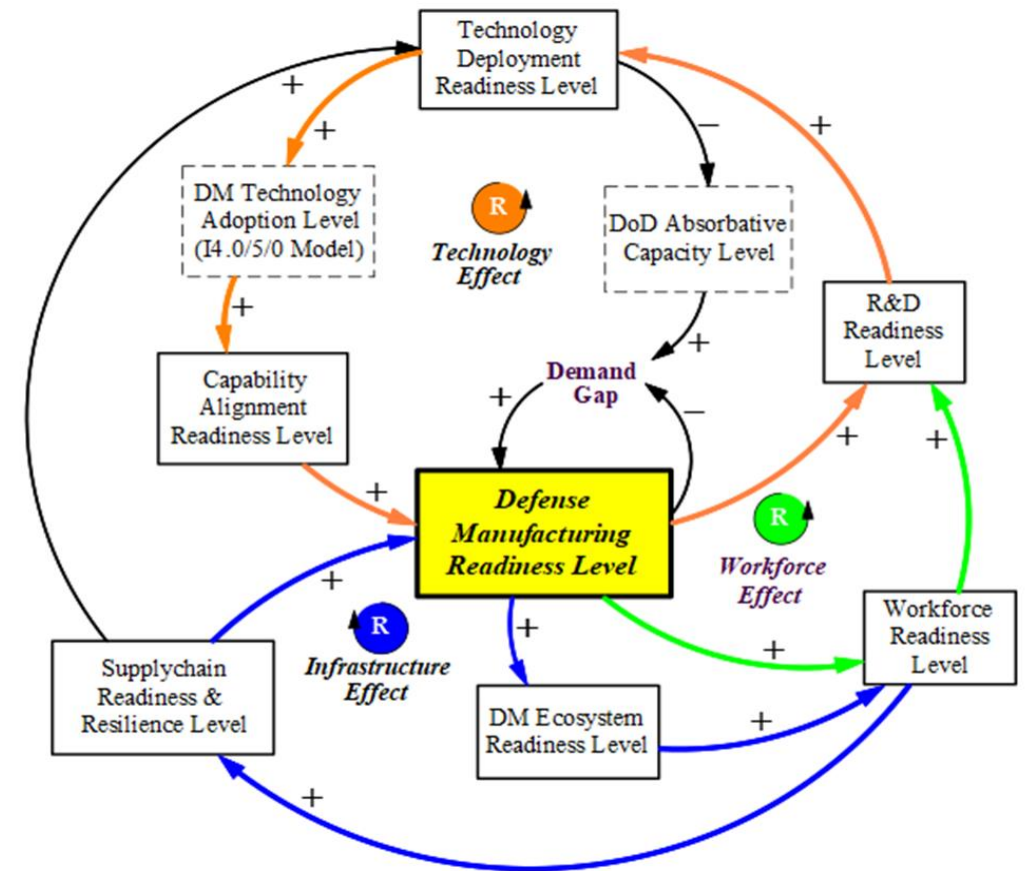 Technology
Deployment
Readiness Level
+
+
−
+
DM Technology
Adoption Level
(I4.0/5/0 Model)
R
Technology
Effect
DoD Absorbative
Capacity Level
+
+
R&D
Readiness
Level
Capability
Alignment
Readiness Level
Demand
Gap
+
−
+
+
+
Defense
Manufacturing
Readiness Level
R
Workforce
Effect
+
R
Infrastructure
Effect
+
+
Workforce
Readiness
Level
Supplychain
Readiness &
Resilience Level
DM Ecosystem
Readiness Level
+
+